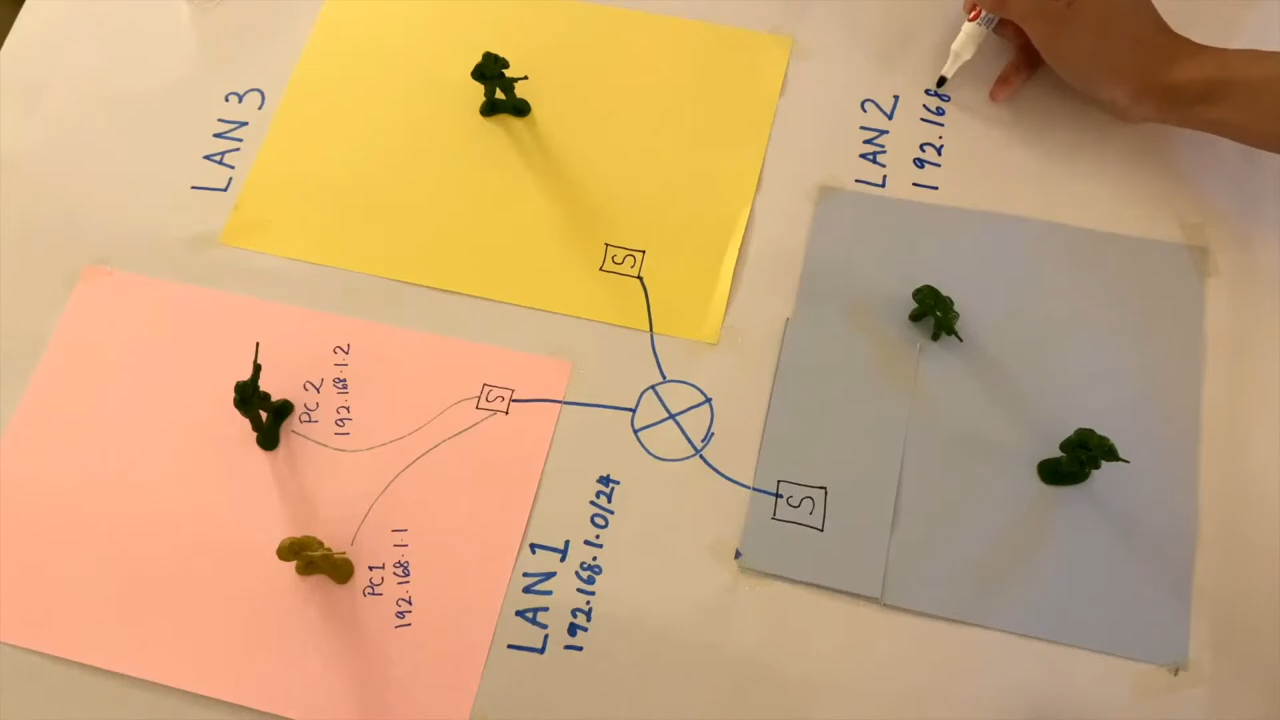 LAN 3
LAN 2
192.168
S
PC 2
192.168.1.2
S
PC1
192.168.1.1
LAN 1
192.168.1.0/24
S